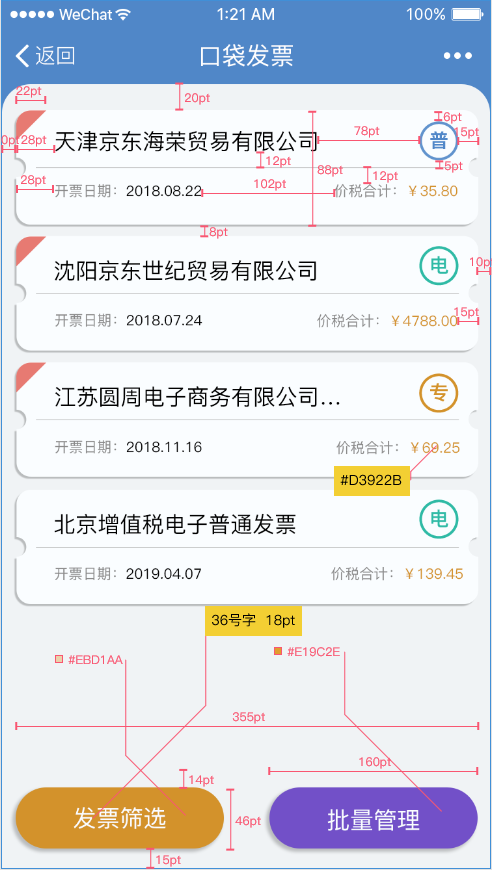 WeChat 1:21 AM 100%
返回 口袋发票
22pt
20pt
6pt
天津京东海荣贸易有限公司 普
78pt
15pt
28pt
12pt
88pt
12pt
5pt
28pt
102pt
开票日期: 2018.08.22 价税合计: ￥35.80
8pt
沈阳京东世纪贸易有限公司 电
15pt
开票日期: 2018.07.24 价税合计: ￥4788.00
江苏圆周电子商务有限公司... 专
开票日期: 2018.11.16 价税合计: ￥69.25
#D3922B
北京增值税电子普通发票 电
开票日期: 2019.04.07 价税合计: ￥139.45
36号字 18pt
#EBD1AA #E19C2E
355pt
160pt
14pt
发票筛选 46pt 批量管理
15pt